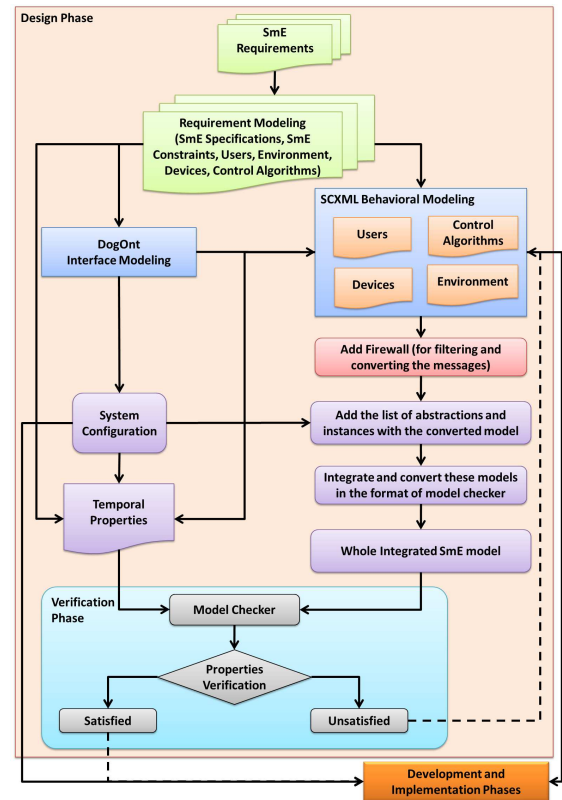 Design Phase
SmE
Requirements
Requirement Modeling
(SmE Specifications, SmE
Constraints, Users, Environment,
Devices, Control Algorithms)
SCXML Behavioral Modeling
Users
Control
Algorithms
Devices
Environment
DogOnt
Interface Modeling
Add Firewall (for filtering and
converting the messages)
System
Configuration
Add the list of abstractions and
instances with the converted model
Integrate and convert these models
in the format of model checker
Temporal
Properties
Whole Integrated SmE model
Verification
Phase
Model Checker
Properties
Verification
Satisfied
Unsatisfied
Development and
Implementation Phases